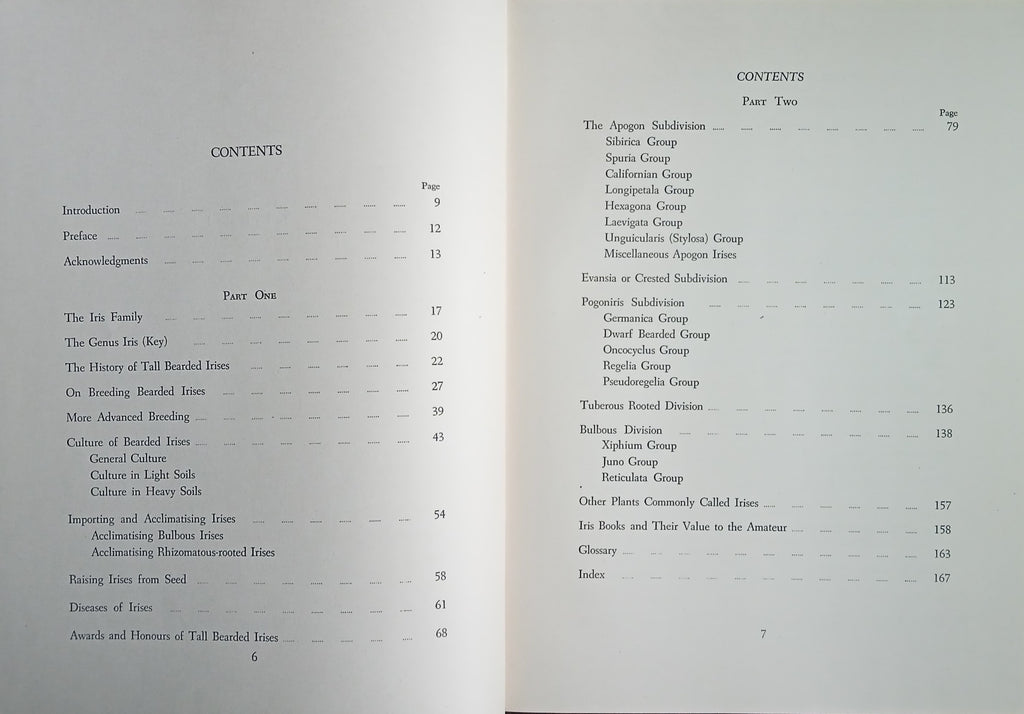 CONTENTS
Page
Introduction 9
Preface 12
Acknowledgments 13
Part One
The Iris Family 17
The Genus Iris (Key) 20
The History of Tall Bearded Irises 22
On Breeding Bearded Irises 27
More Advanced Breeding 39
Culture of Bearded Irises 43
General Culture
Culture in Light Soils
Culture in Heavy Soils
Importing and Acclimatising Irises 54
Acclimatising Bulbous Irises
Acclimatising Rhizomatous-rooted Irises
Raising Irises from Seed 58
Diseases of Irises 61
Awards and Honours of Tall Bearded Irises 68
6
CONTENTS
Part Two
Page
The Apogon Subdivision 79
Sibirica Group
Spuria Group
Californian Group
Longipetala Group
Hexagona Group
Laevigata Group
Unguicularis (Stylosa) Group
Miscellaneous Apogon Irises
Evansia or Crested Subdivision 113
Pogoniris Subdivision 123
Germanica Group
Dwarf Bearded Group
Oncocyclus Group
Regelia Group
Pseudoregelia Group
Tuberous Rooted Division 136
Bulbous Division 138
Xiphium Group
Juno Group
Reticulata Group
Other Plants Commonly Called Irises 157
Iris Books and Their Value to the Amateur 158
Glossary 163
Index 167
7